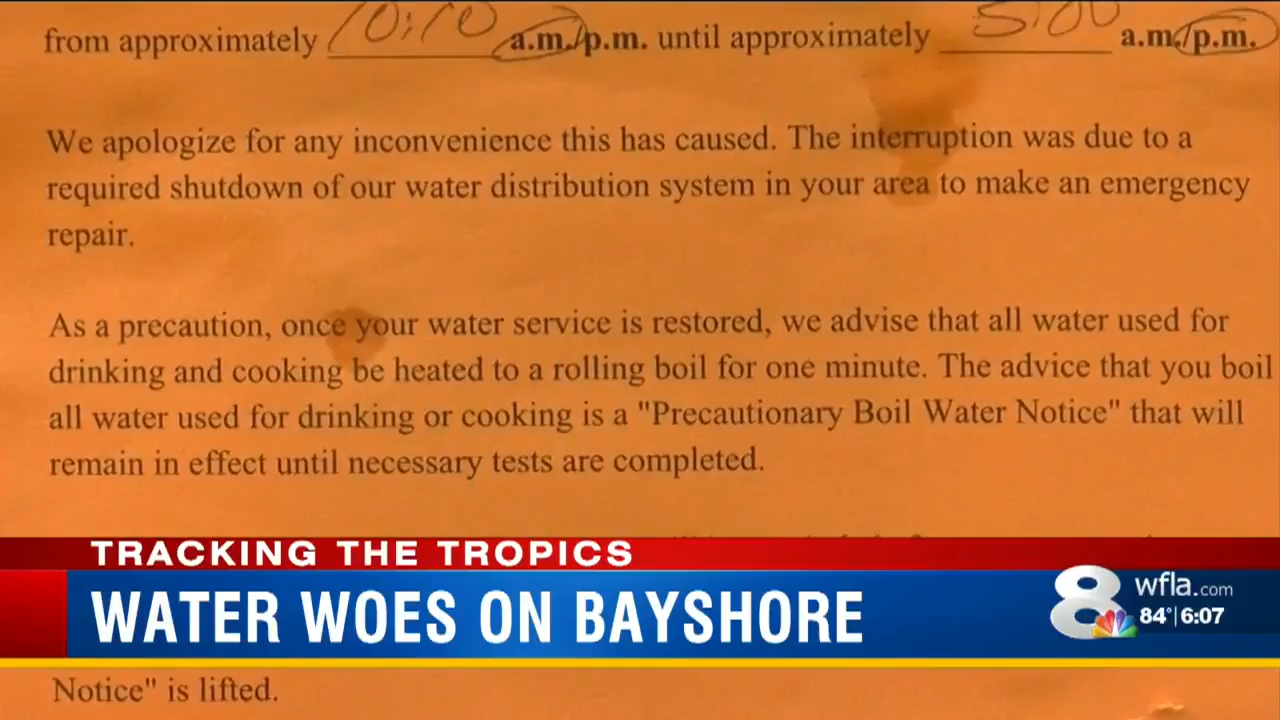 from approximately 10:10 a.m./p.m. until approximately 5:00 a.m./p.m.
We apologize for any inconvenience this has caused. The interruption was due to a
required shutdown of our water distribution system in your area to make an emergency
repair.
As a precaution, once your water service is restored, we advise that all water used for
drinking and cooking be heated to a rolling boil for one minute. The advice that you boil
all water used for drinking or cooking is a "Precautionary Boil Water Notice" that will
remain in effect until necessary tests are completed.
TRACKING THE TROPICS
WATER WOES ON BAYSHORE
8 wfla.com
84° | 6:07
Notice" is lifted.